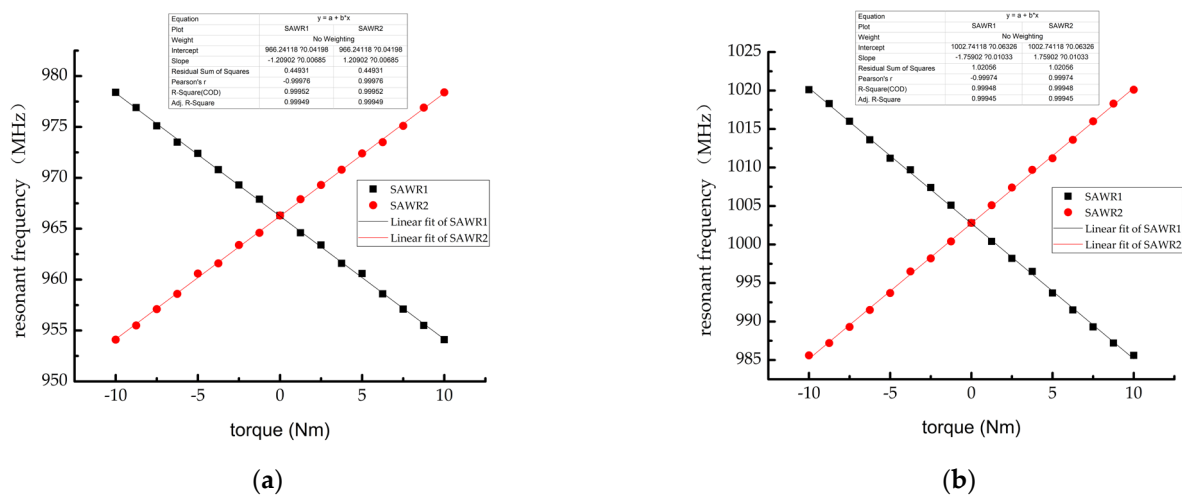 Equation y = a + b*x
Plot SAWR1 SAWR2
Weight No Weighting
Intercept 966.24118 ?0.04198 966.24118 ?0.04198
Slope -1.20902 ?0.00685 1.20902 ?0.00685
Residual Sum of Squares 0.44931 0.44931
Pearson's r -0.99976 0.99976
R-Square(COD) 0.99952 0.99952
Adj. R-Square 0.99949 0.99949
980
975
970
965
960
955
950
resonant frequency (MHz)
SAWR1
SAWR2
Linear fit of SAWR1
Linear fit of SAWR2
-10 -5 0 5 10
torque (Nm)
(a)
Equation y = a + b*x
Plot SAWR1 SAWR2
Weight No Weighting
Intercept 1002.74118 ?0.06326 1002.74118 ?0.06326
Slope -1.75902 ?0.01033 1.75902 ?0.01033
Residual Sum of Squares 1.02056 1.02056
Pearson's r -0.99974 0.99974
R-Square(COD) 0.99948 0.99948
Adj. R-Square 0.99945 0.99945
1025
1020
1015
1010
1005
1000
995
990
985
resonant frequency (MHz)
SAWR1
SAWR2
Linear fit of SAWR1
Linear fit of SAWR2
-10 -5 0 5 10
torque (Nm)
(b)